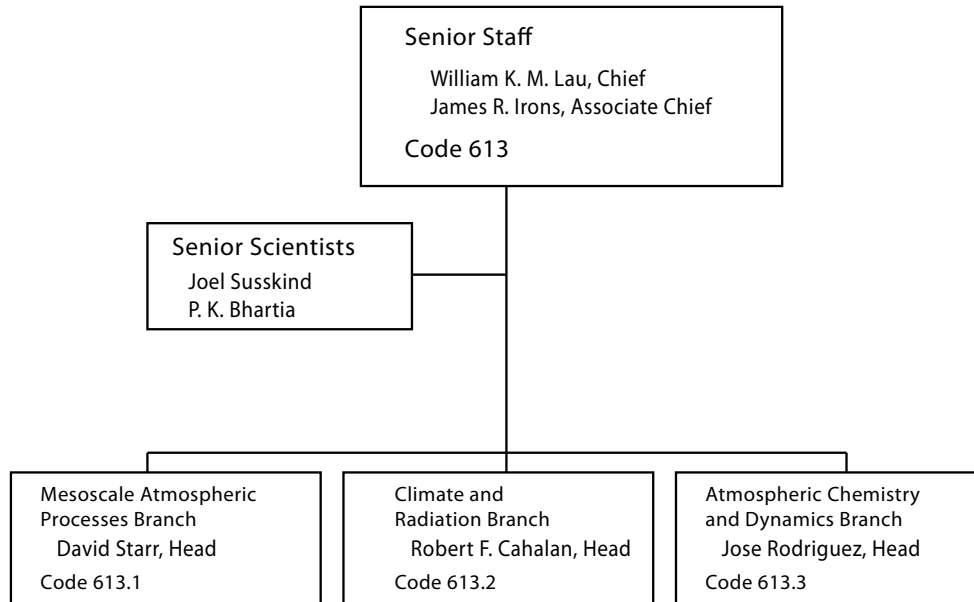 Senior Staff
William K. M. Lau, Chief
James R. Irons, Associate Chief
Code 613
Senior Scientists
Joel Susskind
P. K. Bhartia
Mesoscale Atmospheric
Processes Branch
David Starr, Head
Code 613.1
Climate and
Radiation Branch
Robert F. Cahalan, Head
Code 613.2
Atmospheric Chemistry
and Dynamics Branch
Jose Rodriguez, Head
Code 613.3